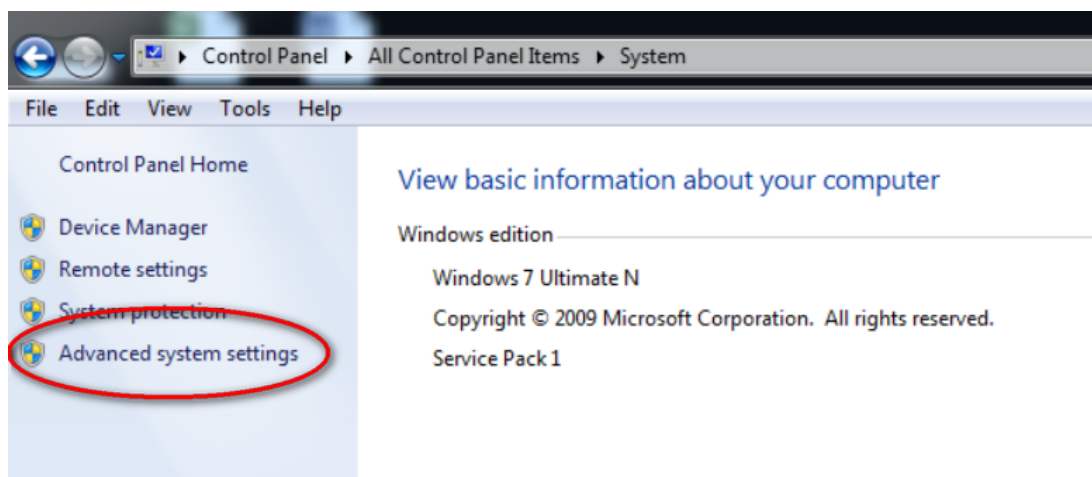 Control Panel All Control Panel Items System
File Edit View Tools Help
Control Panel Home
Device Manager
Remote settings
System protection
Advanced system settings
View basic information about your computer
Windows edition
Windows 7 Ultimate N
Copyright © 2009 Microsoft Corporation. All rights reserved.
Service Pack 1